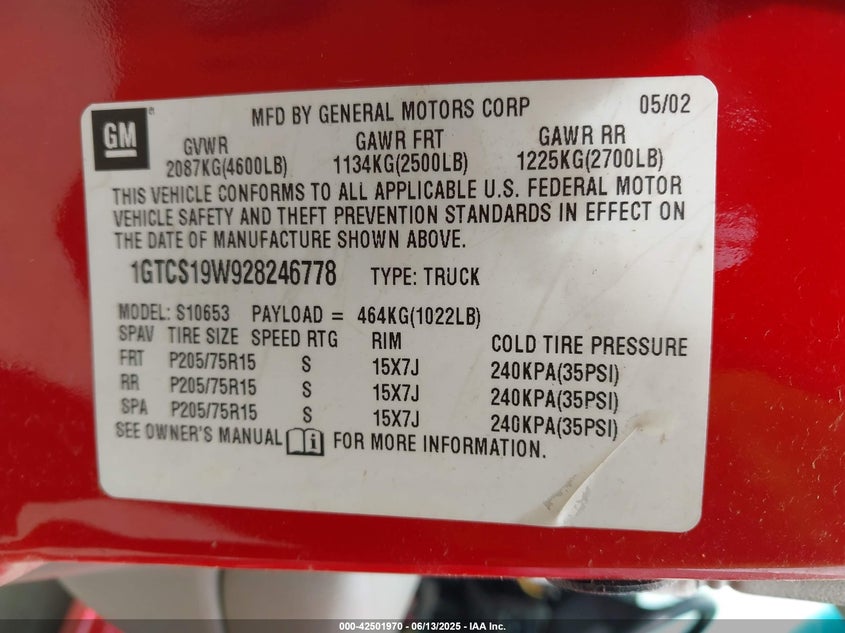 GM
MFD BY GENERAL MOTORS CORP 05/02
GVWR GAWR FRT GAWR RR
2087KG(4600LB) 1134KG(2500LB) 1225KG(2700LB)
THIS VEHICLE CONFORMS TO ALL APPLICABLE U.S. FEDERAL MOTOR
VEHICLE SAFETY AND THEFT PREVENTION STANDARDS IN EFFECT ON
THE DATE OF MANUFACTURE SHOWN ABOVE.
1GTCS19W928246778 TYPE: TRUCK
MODEL: S10653 PAYLOAD = 464KG(1022LB)
SPAV TIRE SIZE SPEED RTG RIM COLD TIRE PRESSURE
FRT P205/75R15 S 15X7J 240KPA(35PSI)
RR P205/75R15 S 15X7J 240KPA(35PSI)
SPA P205/75R15 S 15X7J 240KPA(35PSI)
SEE OWNER'S MANUAL i FOR MORE INFORMATION.
000-42501970 - 06/13/2025 - IAA Inc.